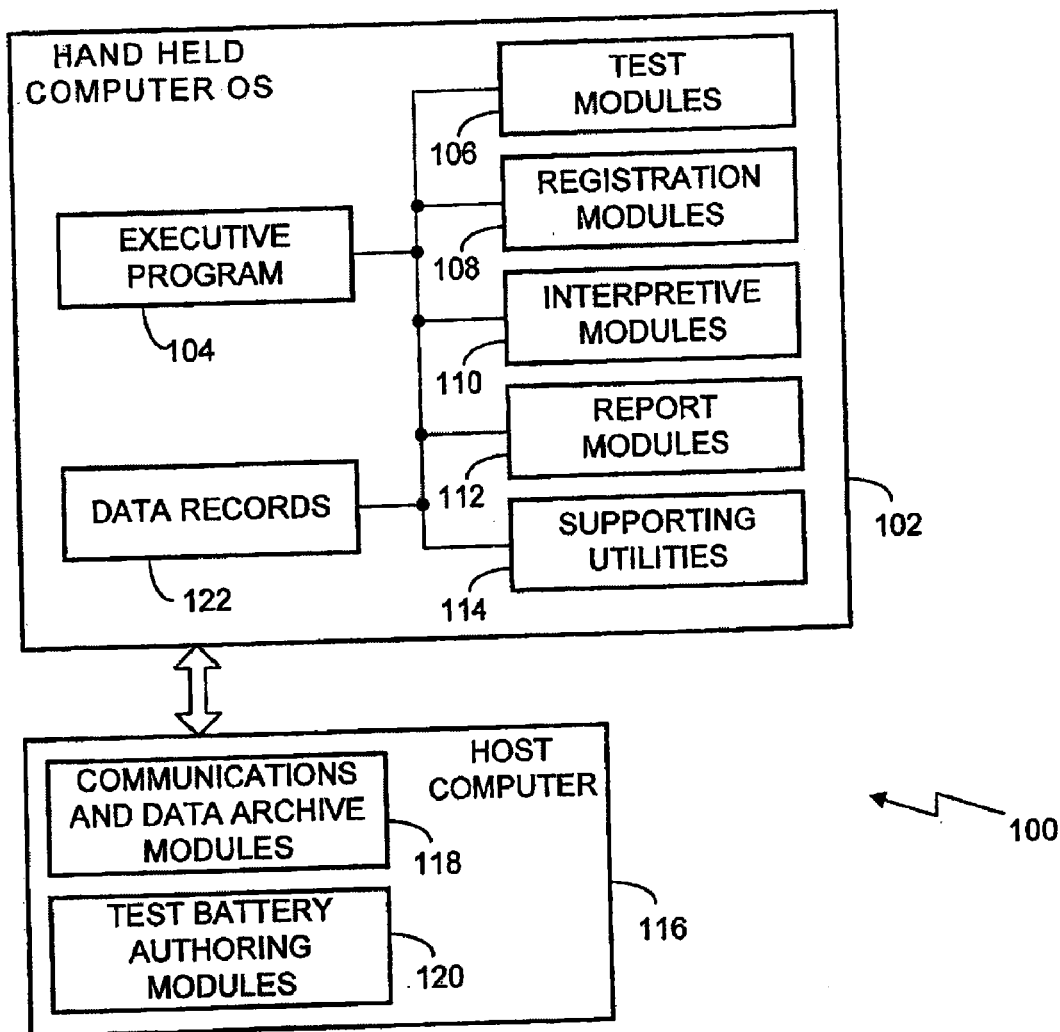 HAND HELD
COMPUTER OS
TEST
MODULES
106
REGISTRATION
MODULES
108
EXECUTIVE
PROGRAM
104
INTERPRETIVE
MODULES
110
REPORT
MODULES
112
DATA RECORDS
122
SUPPORTING
UTILITIES
114
102
HOST
COMPUTER
COMMUNICATIONS
AND DATA ARCHIVE
MODULES
118
TEST BATTERY
AUTHORING
MODULES
120
116
100